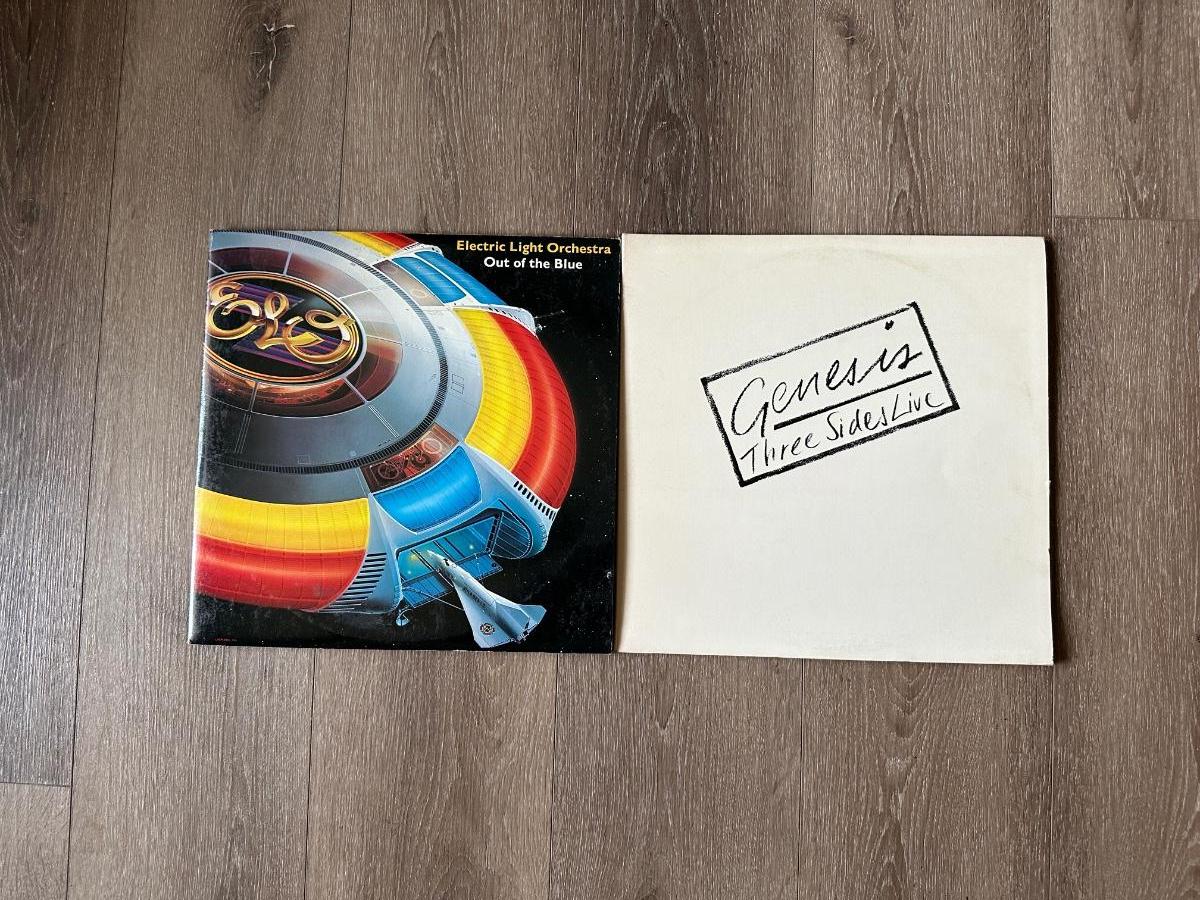 Electric Light Orchestra
Out of the Blue
ELO
Genesis
Three Sides Live